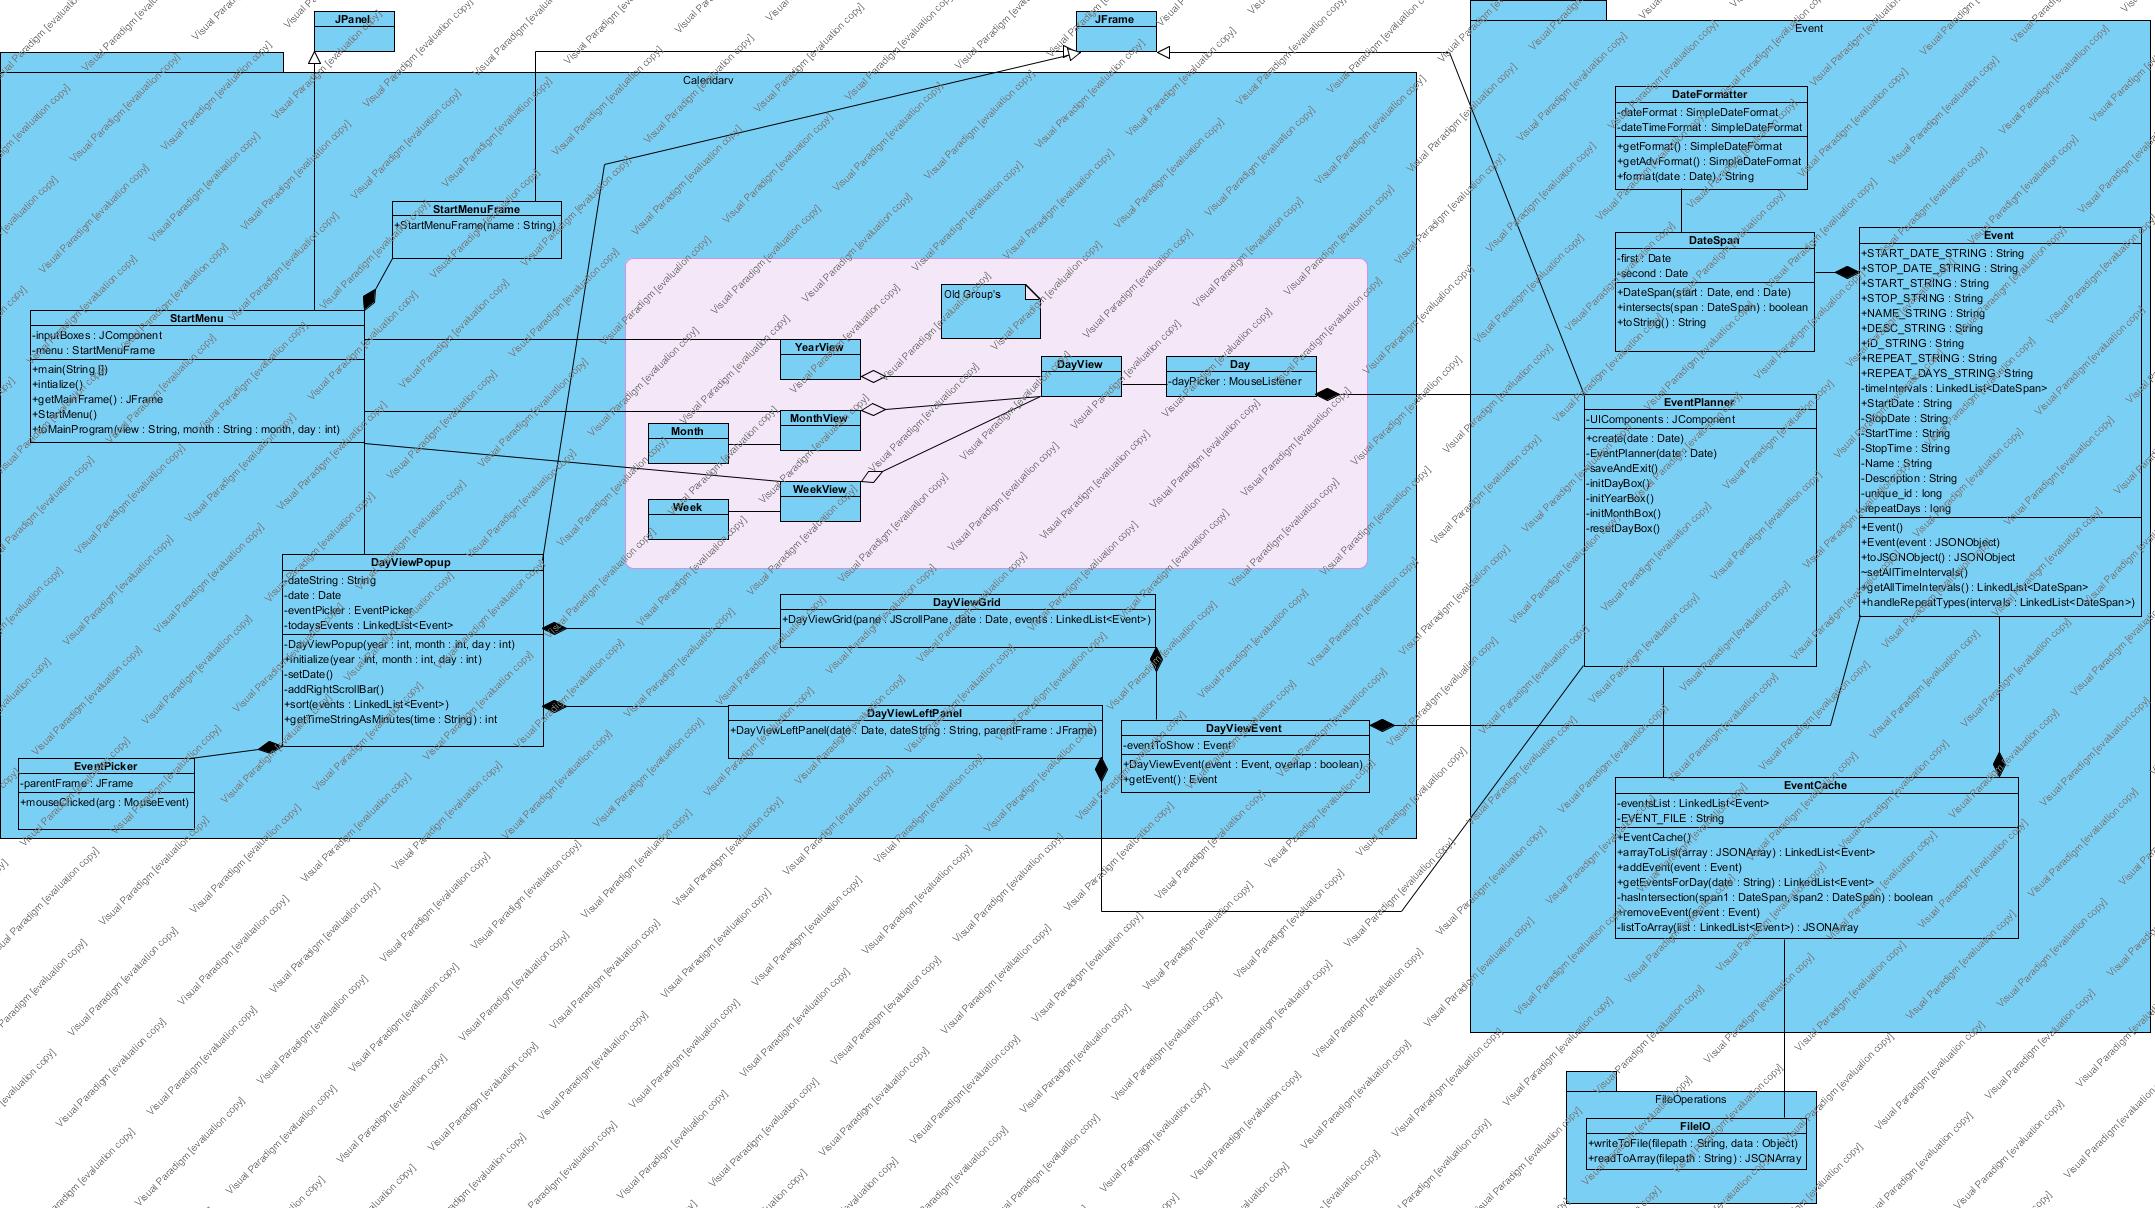 JPanel
JFrame
Calendary
StartMenuFrame
+StartMenuFrame(name : String)
StartMenu
-inputBoxes : JComponent
-menu : StartMenuFrame
+main(String [])
+intialize()
+getMainFrame() : JFrame
+StartMenu()
+toMainProgram(view : String, month : String : month, day : int)
Old Group's
YearView
DayView
Day
-dayPicker : MouseListener
MonthView
Month
WeekView
Week
DayViewPopup
-dateString : String
-date : Date
-eventPicker : EventPicker
-todaysEvents : LinkedList<Event>
-DayViewPopup(year : int, month : int, day : int)
+initialize(year : int, month : int, day : int)
-setDate()
-addRightScrollBar()
+sort(events : LinkedList<Event>)
+getTimeStringAsMinutes(time : String) : int
EventPicker
-parentFrame : JFrame
+mouseClicked(arg : MouseEvent)
DayViewGrid
+DayViewGrid(pane : JScrollPane, date : Date, events : LinkedList<Event>)
DayViewLeftPanel
+DayViewLeftPanel(date : Date, dateString : String, parentFrame : JFrame)
DayViewEvent
-eventToShow : Event
+DayViewEvent(event : Event, overlap : boolean)
+getEvent() : Event
Event
DateFormatter
-dateFormat : SimpleDateFormat
-dateTimeFormat : SimpleDateFormat
+getFormat() : SimpleDateFormat
+getAdvFormat() : SimpleDateFormat
+format(date : Date) : String
DateSpan
-first : Date
-second : Date
+DateSpan(start : Date, end : Date)
+intersects(span : DateSpan) : boolean
+toString() : String
Event
+START_DATE_STRING : String
+STOP_DATE_STRING : String
+START_STRING : String
+STOP_STRING : String
+NAME_STRING : String
+DESC_STRING : String
+ID_STRING : String
+REPEAT_STRING : String
+REPEAT_DAYS_STRING : String
-timeIntervals : LinkedList<DateSpan>
+StartDate : String
-StopDate : String
-StartTime : String
-StopTime : String
-Name : String
-Description : String
-unique_id : long
-repeatDays : long
+Event()
+Event(event : JSONObject)
+toJSONObject() : JSONObject
~setAllTimeIntervals()
+getAllTimeIntervals() : LinkedList<DateSpan>
+handleRepeatTypes(intervals : LinkedList<DateSpan>)
EventPlanner
-UIComponents : JComponent
+create(date : Date)
-EventPlanner(date : Date)
-saveAndExit()
-initDayBox()
-initYearBox()
-initMonthBox()
-resetDayBox()
EventCache
-eventsList : LinkedList<Event>
-EVENT_FILE : String
+EventCache()
+arrayToList(array : JSONArray) : LinkedList<Event>
+addEvent(event : Event)
+getEventsForDay(date : String) : LinkedList<Event>
-hasIntersection(span1 : DateSpan, span2 : DateSpan) : boolean
+removeEvent(event : Event)
-listToArray(list : LinkedList<Event>) : JSONArray
FileOperations
FileIO
+writeToFile(filepath : String, data : Object)
+readToArray(filepath : String) : JSONArray
Visual Paradigm [evaluation copy]